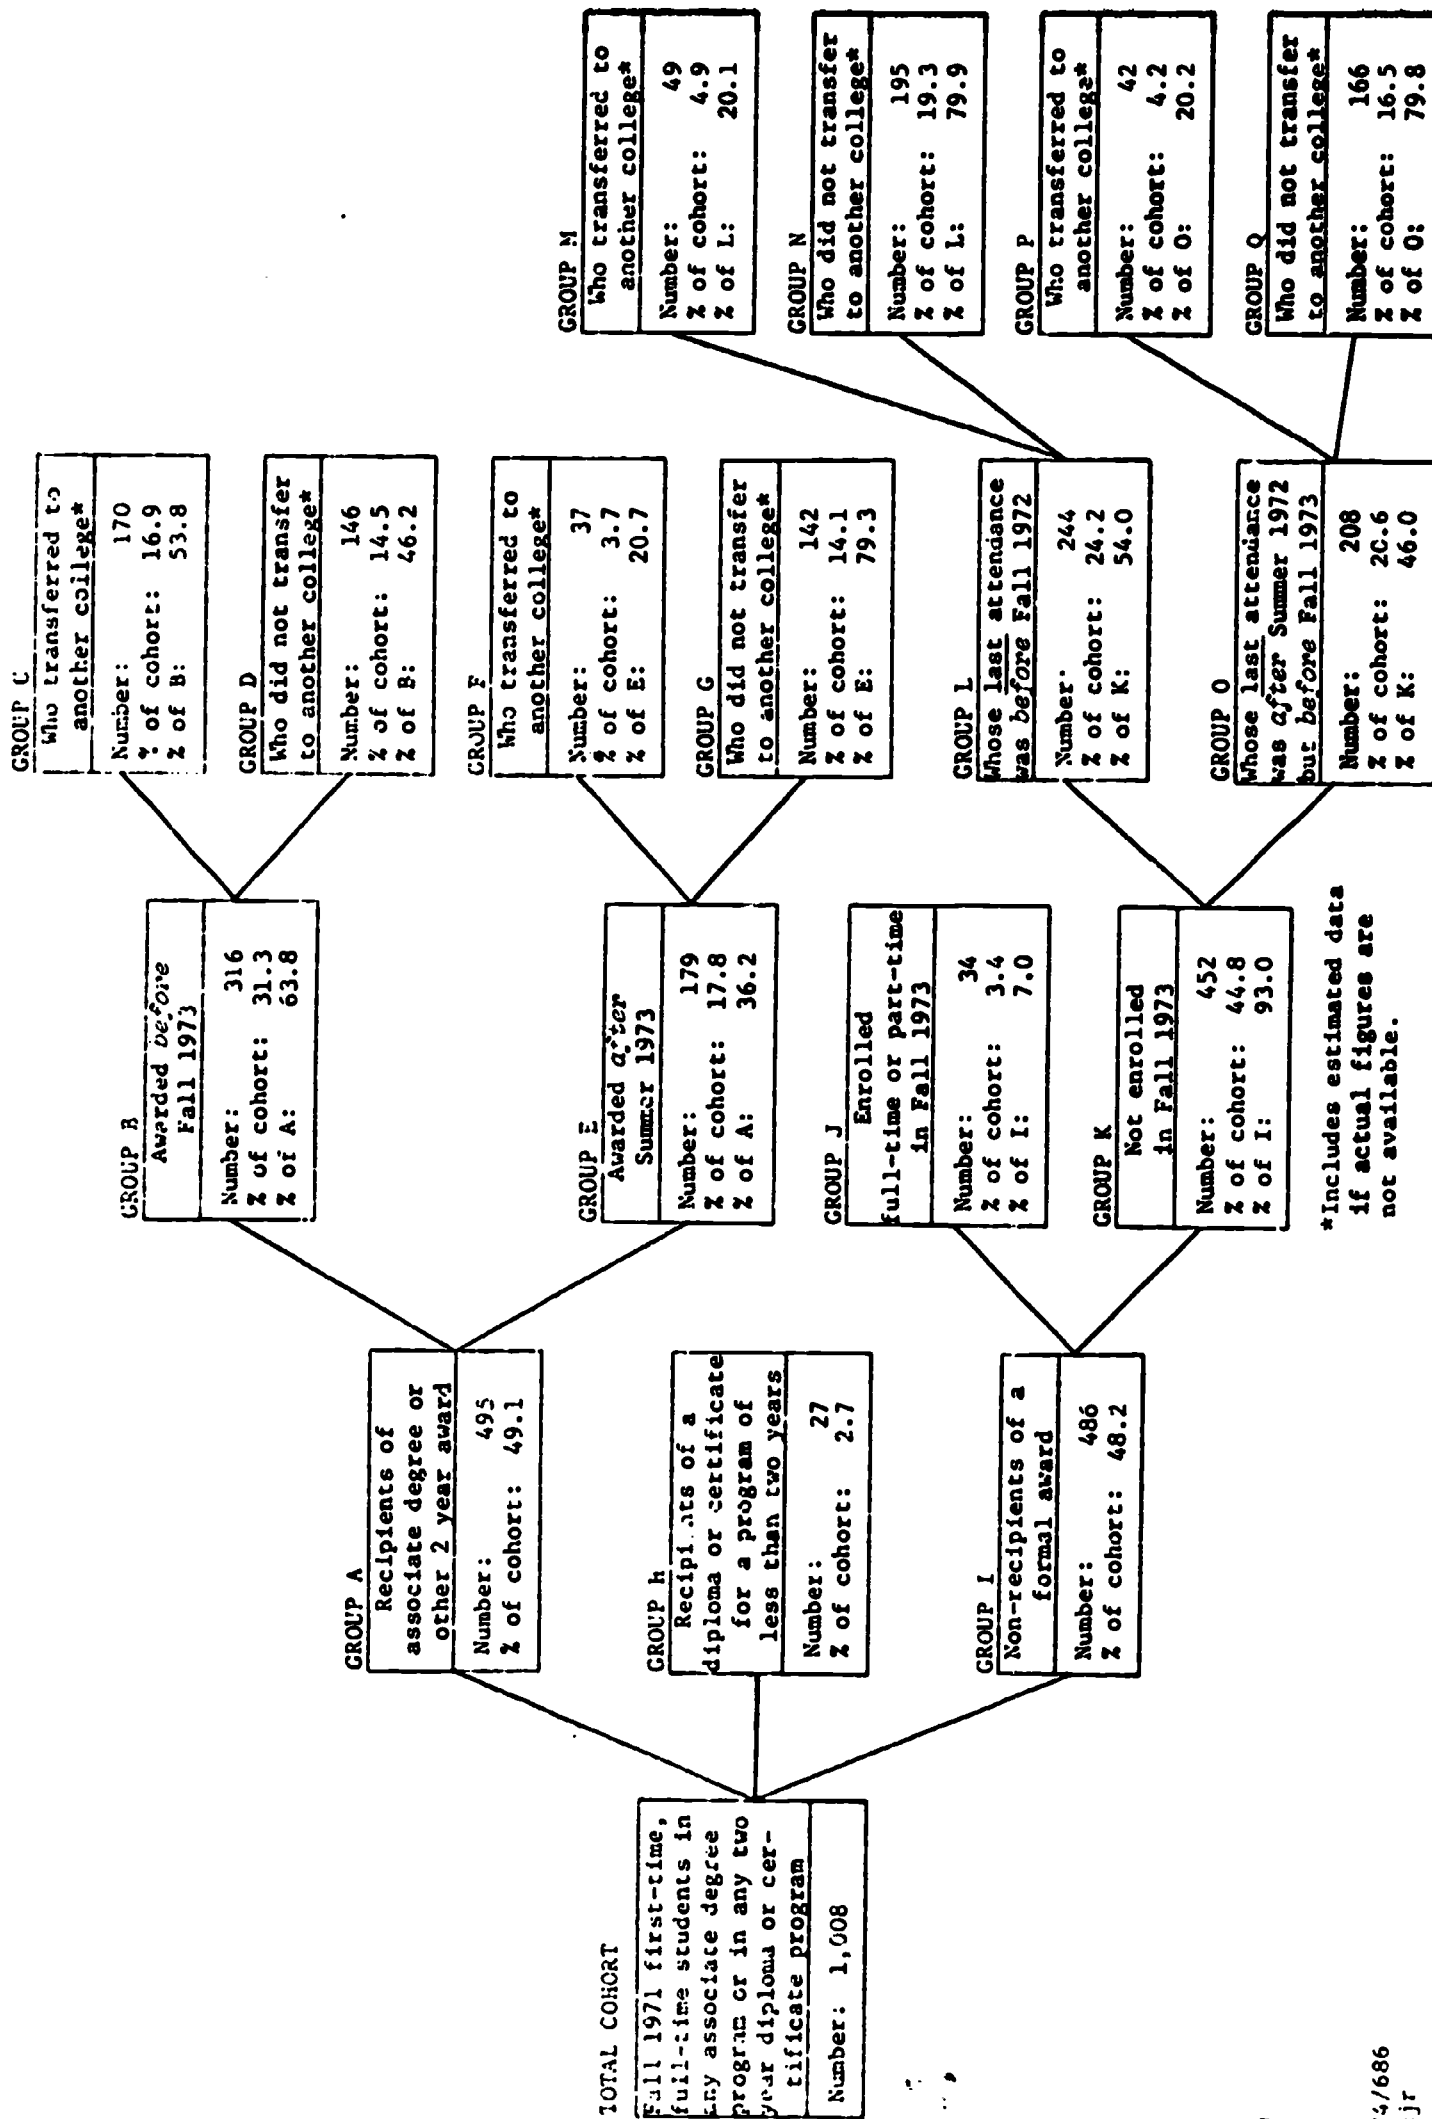 TOTAL COHORT
Fall 1971 first-time,
full-time students in
any associate degree
program or in any two
year diploma or cer-
tificate program
Number: 1,008
GROUP A
Recipients of
associate degree or
other 2 year award
Number: 495
% of cohort: 49.1
GROUP h
diploma or certificate
for a program of
less than two years
Number: 27
% of cohort: 2.7
GROUP I
Non-recipients of a
formal award
Number: 486
% of cohort: 48.2
GROUP B
Awarded before
Fall 1973
Number: 316
% of cohort: 31.3
% of A: 63.8
GROUP E
Awarded after
Summer 1973
Number: 179
% of cohort: 17.8
% of A: 36.2
GROUP J
Enrolled
full-time or part-time
in Fall 1973
Number: 34
% of cohort: 3.4
% of I: 7.0
GROUP K
Not enrolled
in Fall 1973
Number: 452
% of cohort: 44.8
% of I: 93.0
*Includes estimated data
if actual figures are
not available.
GROUP C
Who transferred to
another college*
Number: 170
% of cohort: 16.9
% of B: 53.8
GROUP D
Who did not transfer
to another college*
Number: 146
% of cohort: 14.5
% of B: 46.2
GROUP F
Who transferred to
another college*
Number: 37
% of cohort: 3.7
% of E: 20.7
GROUP G
Who did not transfer
to another college*
Number: 142
% of cohort: 14.1
% of E: 79.3
GROUP L
Whose last attendance
was before Fall 1972
Number: 244
% of cohort: 24.2
% of K: 54.0
GROUP O
Whose last attendance
was after Summer 1972
but before Fall 1973
Number: 208
% of cohort: 20.6
% of K: 46.0
GROUP M
Who transferred to
another college*
Number: 49
% of cohort: 4.9
% of L: 20.1
GROUP N
Who did not transfer
to another college*
Number: 195
% of cohort: 19.3
% of L: 79.9
GROUP P
Who transferred to
another college*
Number: 42
% of cohort: 4.2
% of O: 20.2
GROUP Q
Who did not transfer
to another college*
Number: 166
% of cohort: 16.5
% of O: 79.8
4/686
jr